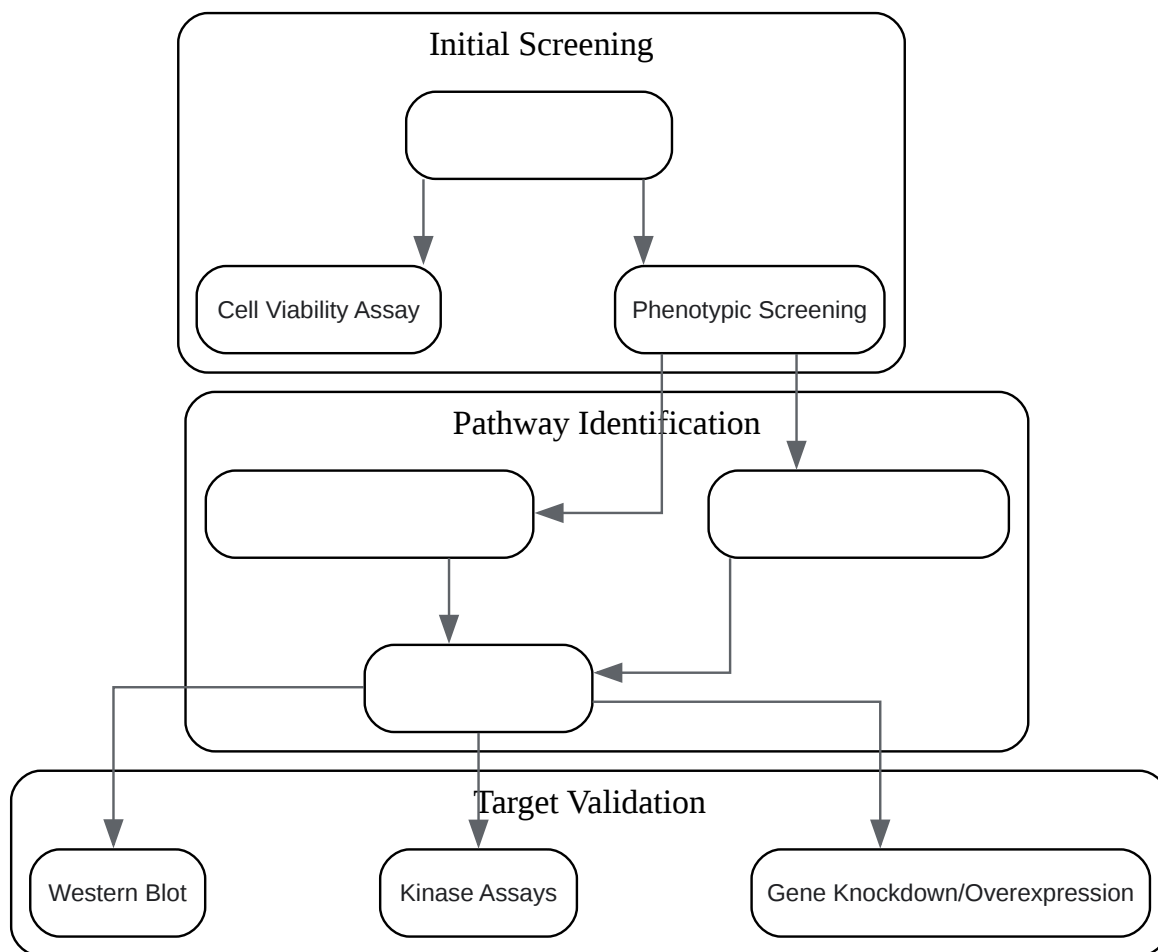 Initial Screening
Cell Viability Assay
Phenotypic Screening
Pathway Identification
Target Validation
Western Blot
Kinase Assays
Gene Knockdown/Overexpression